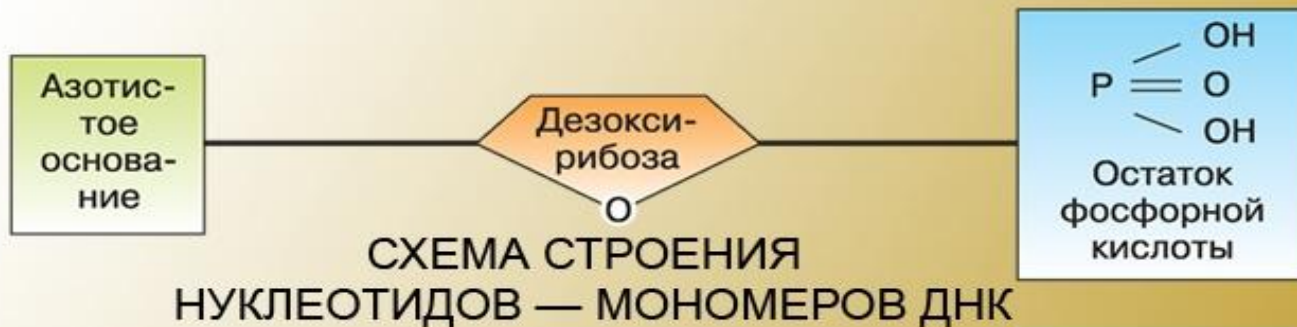 Азотис-
тое
основа-
ние
Дезокси-
рибоза
O
OH
P = O
OH
Остаток
фосфорной
кислоты
СХЕМА СТРОЕНИЯ
НУКЛЕОТИДОВ — МОНОМЕРОВ ДНК